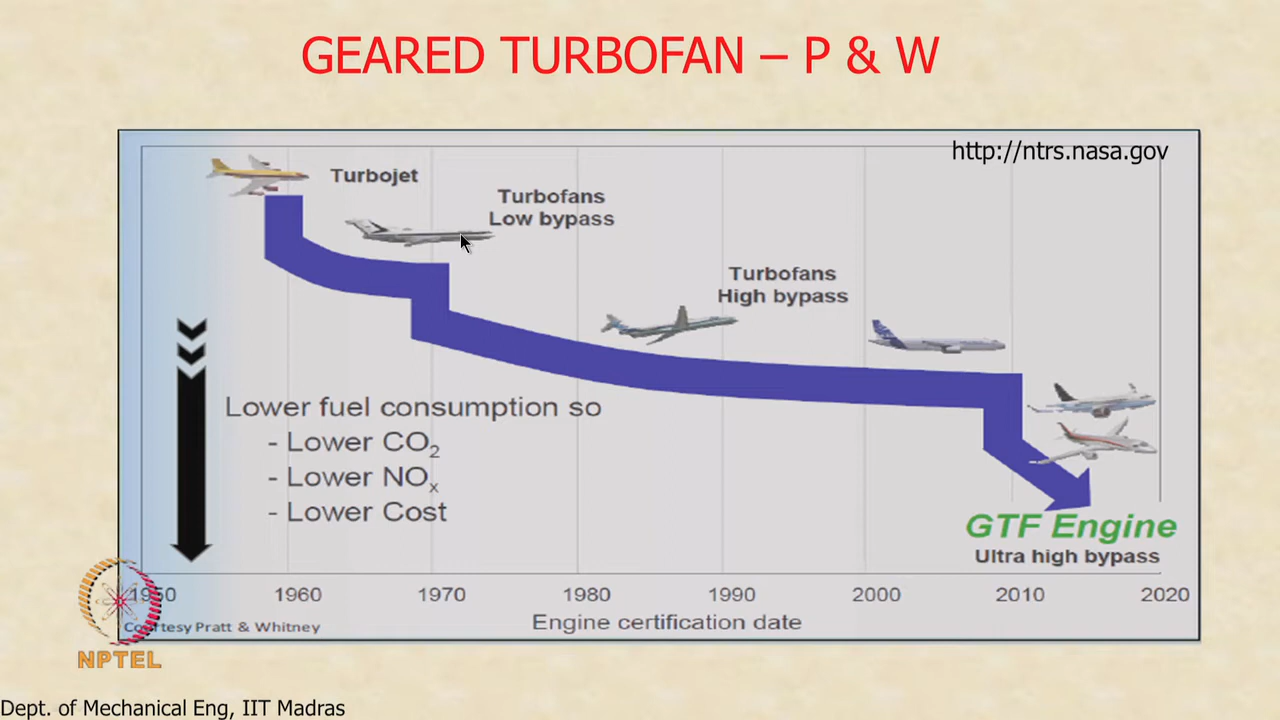 GEARED TURBOFAN – P & W
http://ntrs.nasa.gov
Turbojet
Turbofans
Low bypass
Turbofans
High bypass
Lower fuel consumption so
- Lower CO2
- Lower NOx
- Lower Cost
GTF Engine
Ultra high bypass
1950 1960 1970 1980 1990 2000 2010 2020
Engine certification date
Courtesy Pratt & Whitney
NPTEL
Dept. of Mechanical Eng, IIT Madras